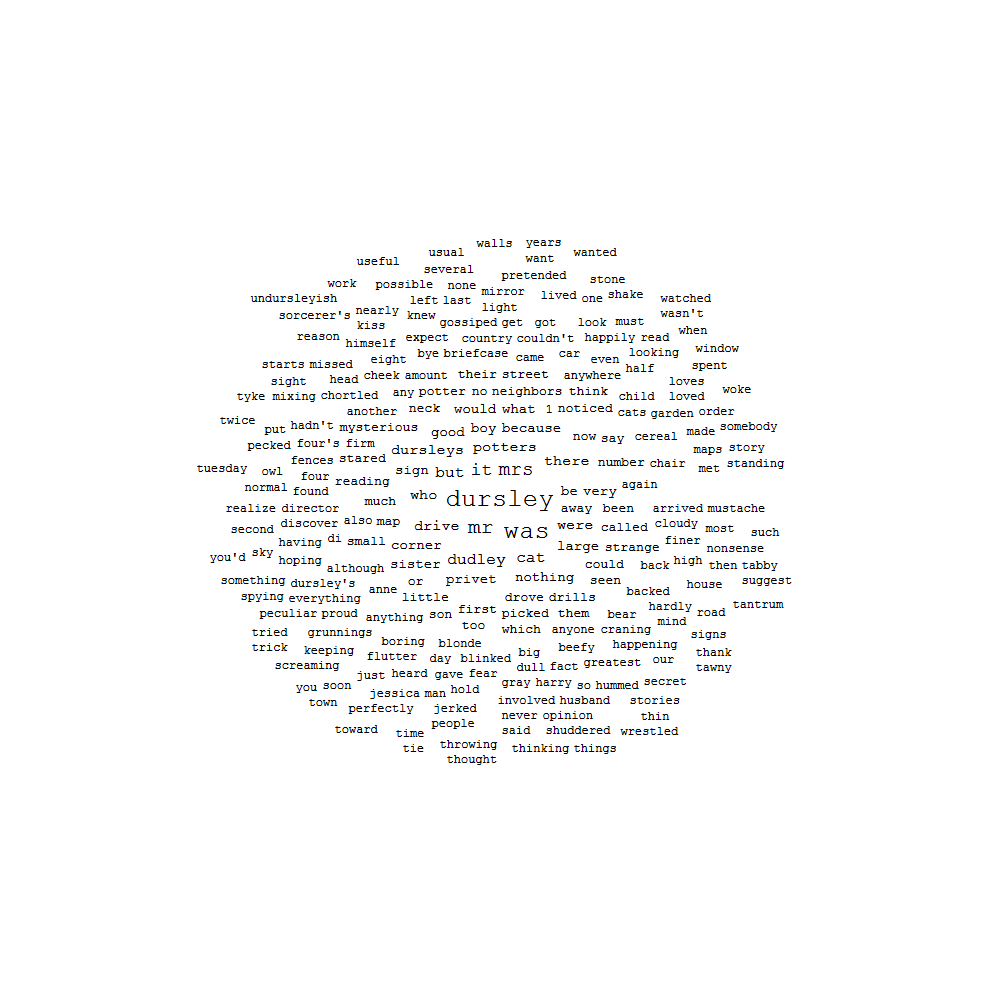 walls years
usual want wanted
useful several pretended stone
work possible none mirror lived one shake watched
undursleyish left last light wasn't
sorcerer's nearly knew gossiped get got look must when
kiss
reason himself expect country couldn't happily read window
eight bye briefcase came car even looking
starts missed half spent
sight head cheek amount their street anywhere loves
tyke mixing chortled any potter no neighbors think child loved woke
another neck would what 1 noticed cats garden order
twice put hadn't mysterious good boy because now say cereal made somebody
pecked four's firm dursleys potters maps story
fences stared there number chair met standing
tuesday owl four reading sign but it mrs again
normal found much who dursley be very
realize director away been arrived mustache
second discover also map drive mr was were called cloudy most such
having di small corner large strange finer nonsense
you'd sky hoping although sister dudley cat could back high then tabby
something dursley's anne or privet nothing seen backed house suggest
spying everything little drove drills hardly road tantrum
peculiar proud anything son first picked them bear mind
tried grunnings too which anyone craning signs
trick keeping boring blonde big beefy happening thank
screaming flutter day blinked dull fact greatest our tawny
just heard gave fear
you soon jessica man hold gray harry so hummed secret
town perfectly jerked involved husband stories
people never opinion thin
toward time said shuddered wrestled
tie throwing thinking things
thought